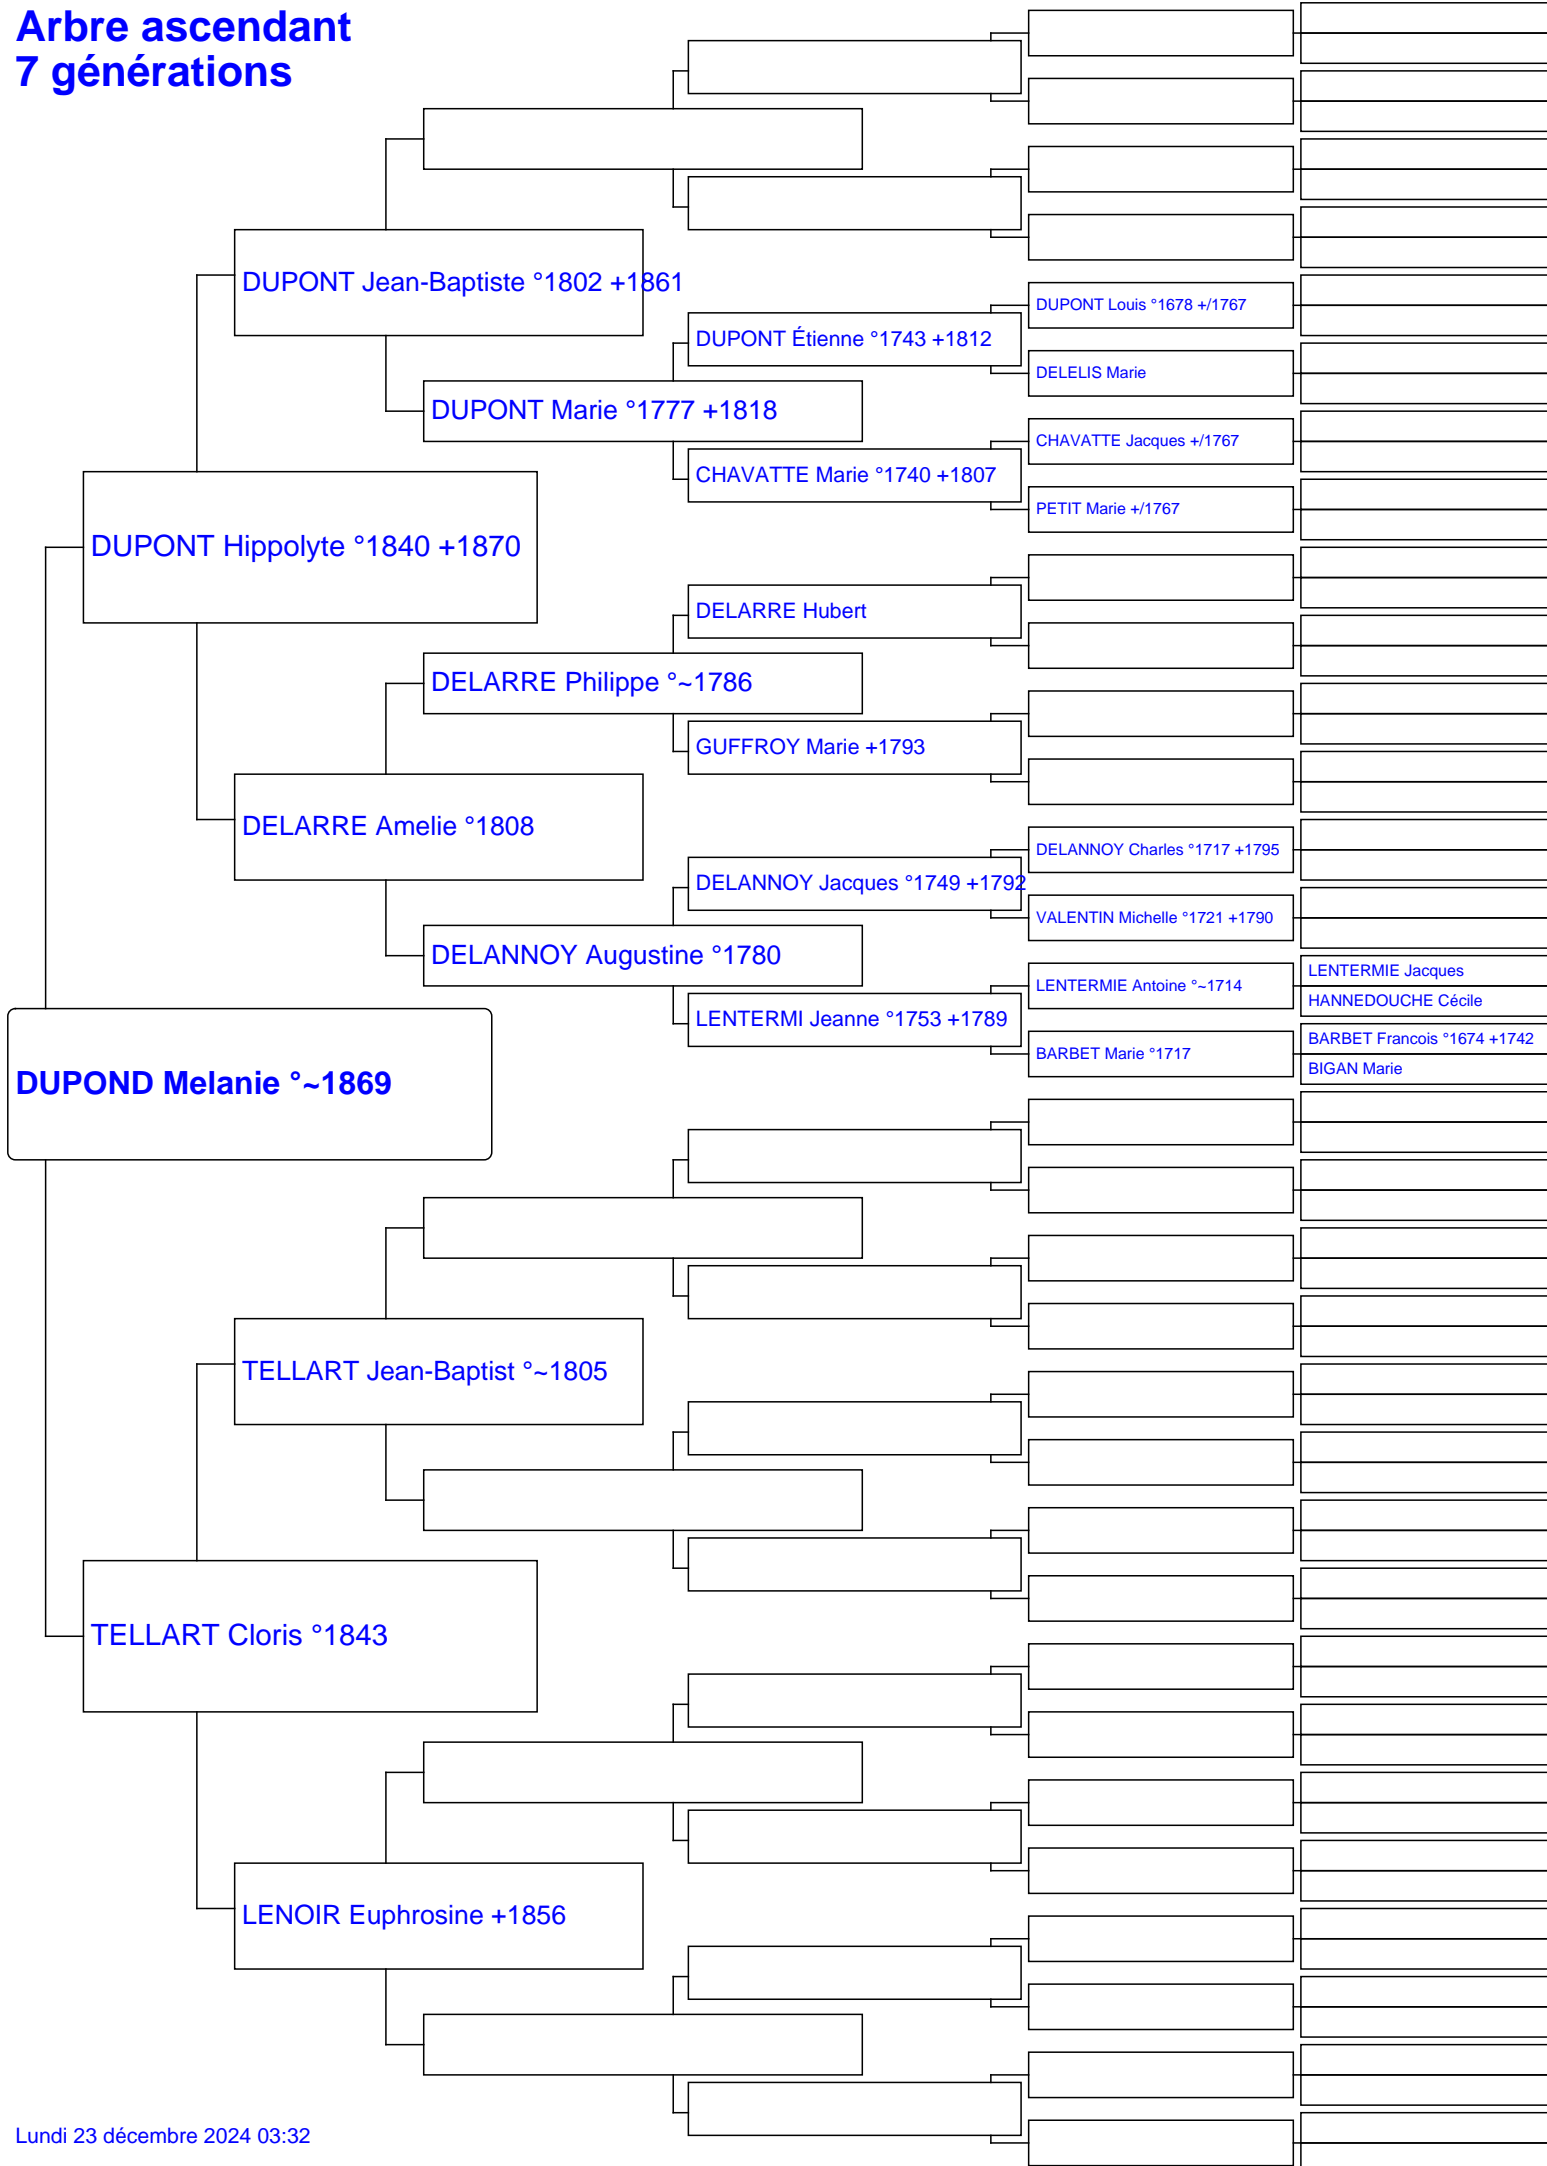 Arbre ascendant
7 générations
DUPONT Jean-Baptiste °1802 +1861
DUPONT Louis °1678 +/1767
DUPONT Étienne °1743 +1812
DELELIS Marie
DUPONT Marie °1777 +1818
CHAVATTE Jacques +/1767
CHAVATTE Marie °1740 +1807
PETIT Marie +/1767
DUPONT Hippolyte °1840 +1870
DELARRE Hubert
DELARRE Philippe °~1786
GUFFROY Marie +1793
DELARRE Amelie °1808
DELANNOY Charles °1717 +1795
DELANNOY Jacques °1749 +1792
VALENTIN Michelle °1721 +1790
DELANNOY Augustine °1780
LENTERMIE Jacques
LENTERMIE Antoine °~1714
HANNEDOUCHE Cécile
LENTERMI Jeanne °1753 +1789
BARBET Francois °1674 +1742
BARBET Marie °1717
BIGAN Marie
DUPOND Melanie °~1869
TELLART Jean-Baptist °~1805
TELLART Cloris °1843
LENOIR Euphrosine +1856
Lundi 23 décembre 2024 03:32